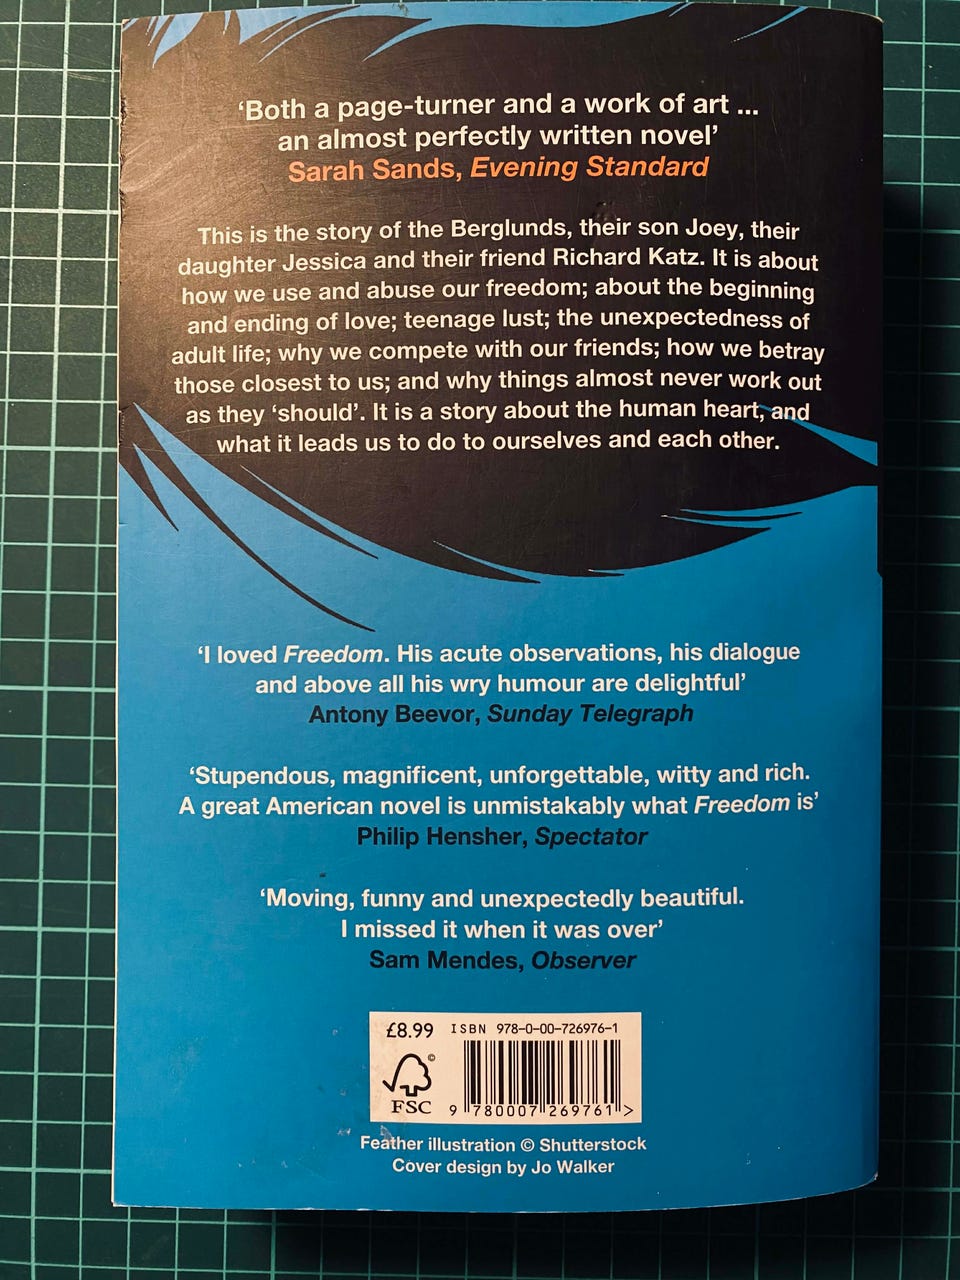 ‘Both a page-turner and a work of art ...
an almost perfectly written novel’
Sarah Sands, Evening Standard
This is the story of the Berglunds, their son Joey, their
daughter Jessica and their friend Richard Katz. It is about
how we use and abuse our freedom; about the beginning
and ending of love; teenage lust; the unexpectedness of
adult life; why we compete with our friends; how we betray
those closest to us; and why things almost never work out
as they ‘should’. It is a story about the human heart, and
what it leads us to do to ourselves and each other.
‘I loved Freedom. His acute observations, his dialogue
and above all his wry humour are delightful’
Antony Beevor, Sunday Telegraph
‘Stupendous, magnificent, unforgettable, witty and rich.
A great American novel is unmistakably what Freedom is’
Philip Hensher, Spectator
‘Moving, funny and unexpectedly beautiful.
I missed it when it was over’
Sam Mendes, Observer
£8.99 ISBN 978-0-00-726976-1
©
FSC
9 780007 269761 >
Feather illustration © Shutterstock
Cover design by Jo Walker